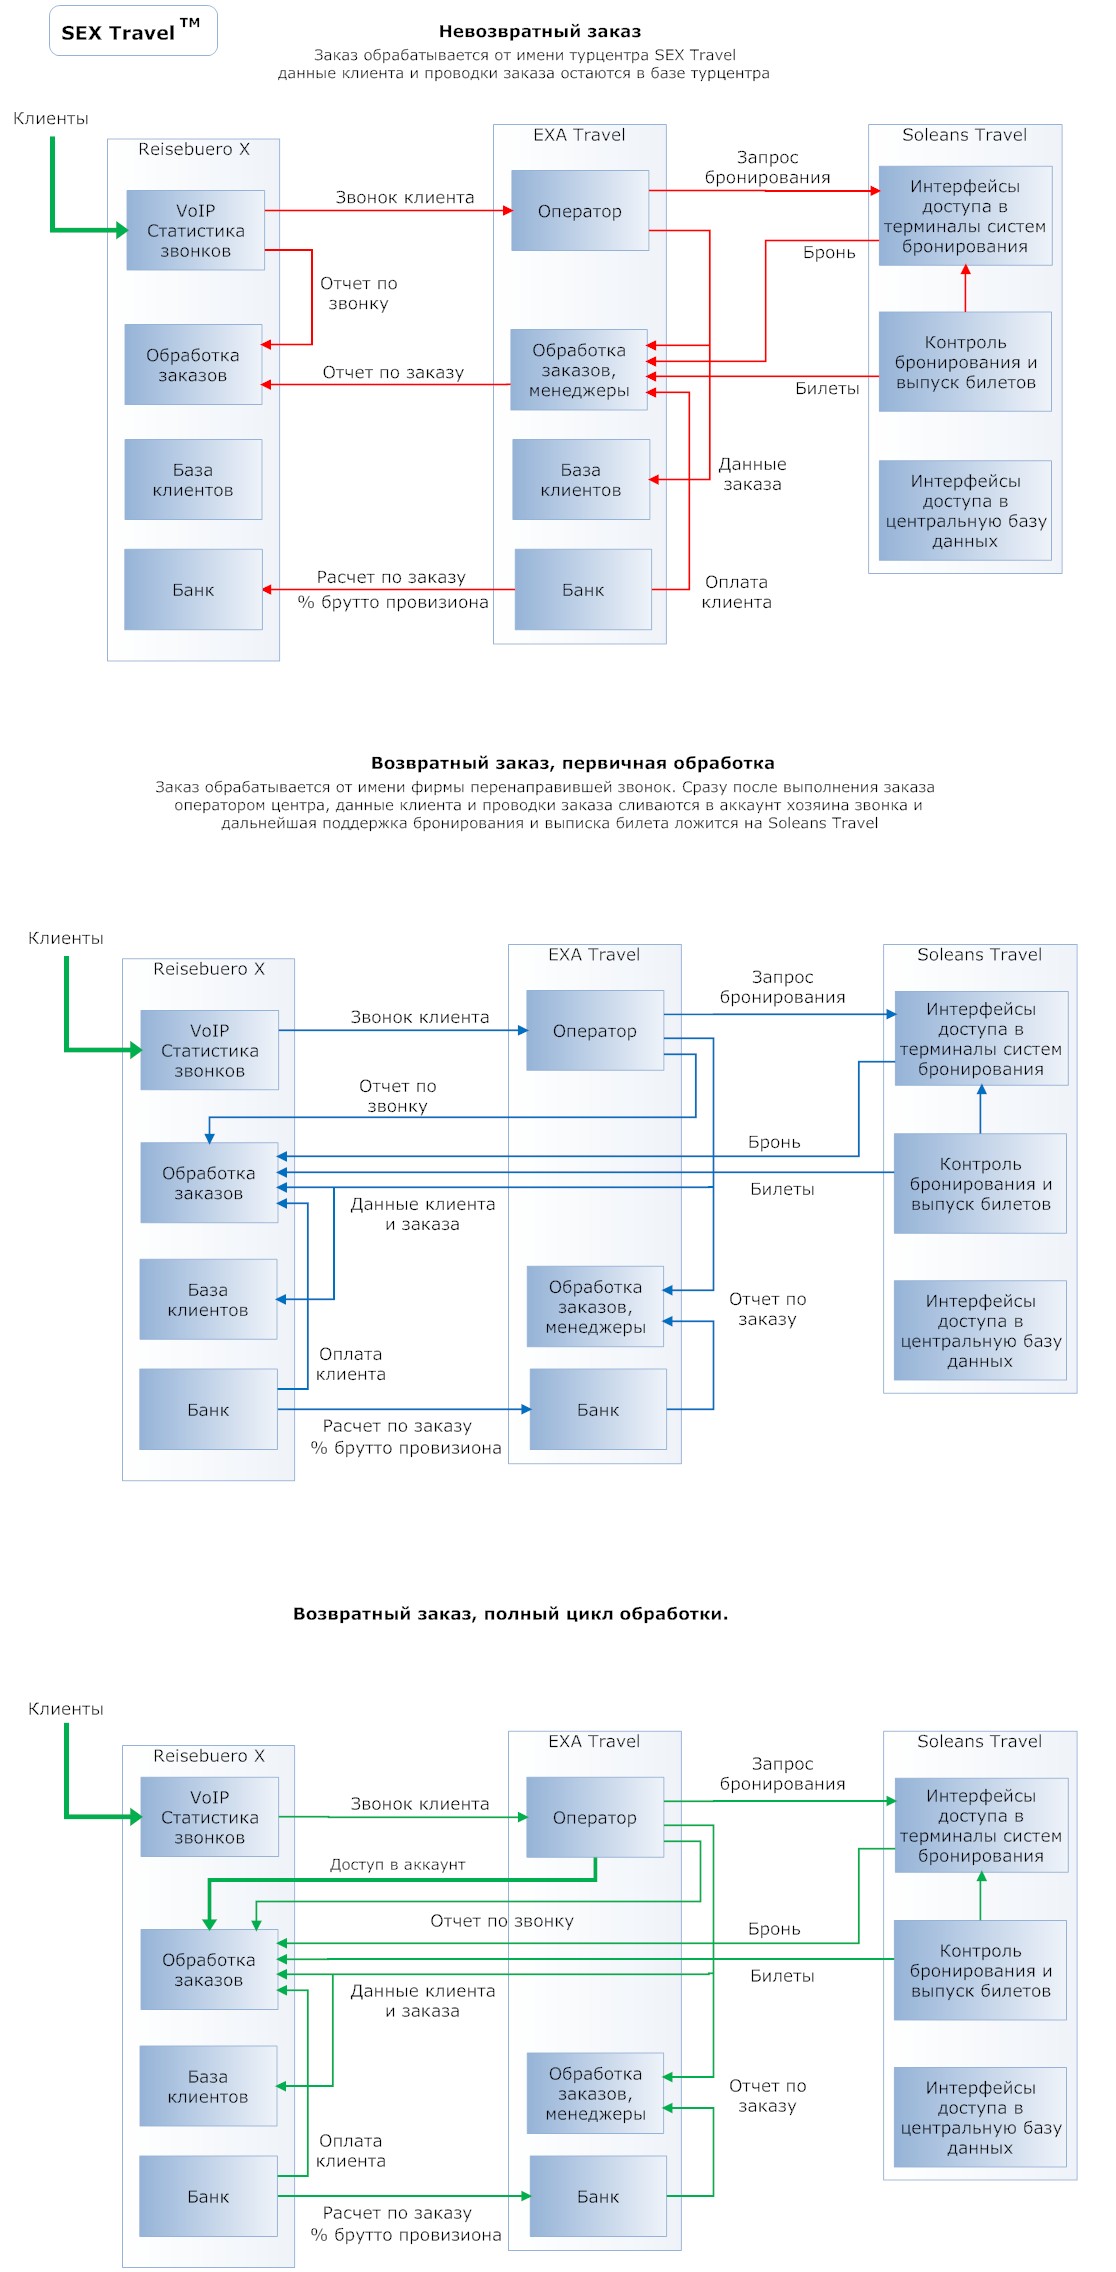 SEX Travel TM
Невозвратный заказ
Заказ обрабатывается от имени турцентра SEX Travel
данные клиента и проводки заказа остаются в базе турцентра
Клиенты
Reisebuero X
EXA Travel
Soleans Travel
VoIP
Статистика
звонков
Звонок клиента
Оператор
Запрос
бронирования
Интерфейсы
доступа в
терминалы систем
бронирования
Бронь
Отчет по
звонку
Обработка
заказов
Отчет по заказу
Обработка
заказов,
менеджеры
Билеты
Контроль
бронирования и
выпуск билетов
База
клиентов
База
клиентов
Данные
заказа
Интерфейсы
доступа в
центральную базу
данных
Банк
Расчет по заказу
% брутто провизиона
Банк
Оплата
клиента
Возвратный заказ, первичная обработка
Заказ обрабатывается от имени фирмы перенаправившей звонок. Сразу после выполнения заказа
оператором центра, данные клиента и проводки заказа сливаются в аккаунт хозяина звонка и
дальнейшая поддержка бронирования и выписка билета ложится на Soleans Travel
Клиенты
Reisebuero X
EXA Travel
Soleans Travel
VoIP
Статистика
звонков
Звонок клиента
Оператор
Запрос
бронирования
Интерфейсы
доступа в
терминалы систем
бронирования
Отчет по
звонку
Бронь
Обработка
заказов
Билеты
Контроль
бронирования и
выпуск билетов
Данные клиента
и заказа
База
клиентов
Обработка
заказов,
менеджеры
Отчет по
заказу
Интерфейсы
доступа в
центральную базу
данных
Оплата
клиента
Банк
Расчет по заказу
% брутто провизиона
Банк
Возвратный заказ, полный цикл обработки.
Клиенты
Reisebuero X
EXA Travel
Soleans Travel
VoIP
Статистика
звонков
Звонок клиента
Оператор
Запрос
бронирования
Интерфейсы
доступа в
терминалы систем
бронирования
Доступ в аккаунт
Отчет по звонку
Бронь
Обработка
заказов
Билеты
Контроль
бронирования и
выпуск билетов
Данные клиента
и заказа
База
клиентов
Обработка
заказов,
менеджеры
Отчет по
заказу
Интерфейсы
доступа в
центральную базу
данных
Оплата
клиента
Банк
Расчет по заказу
% брутто провизиона
Банк